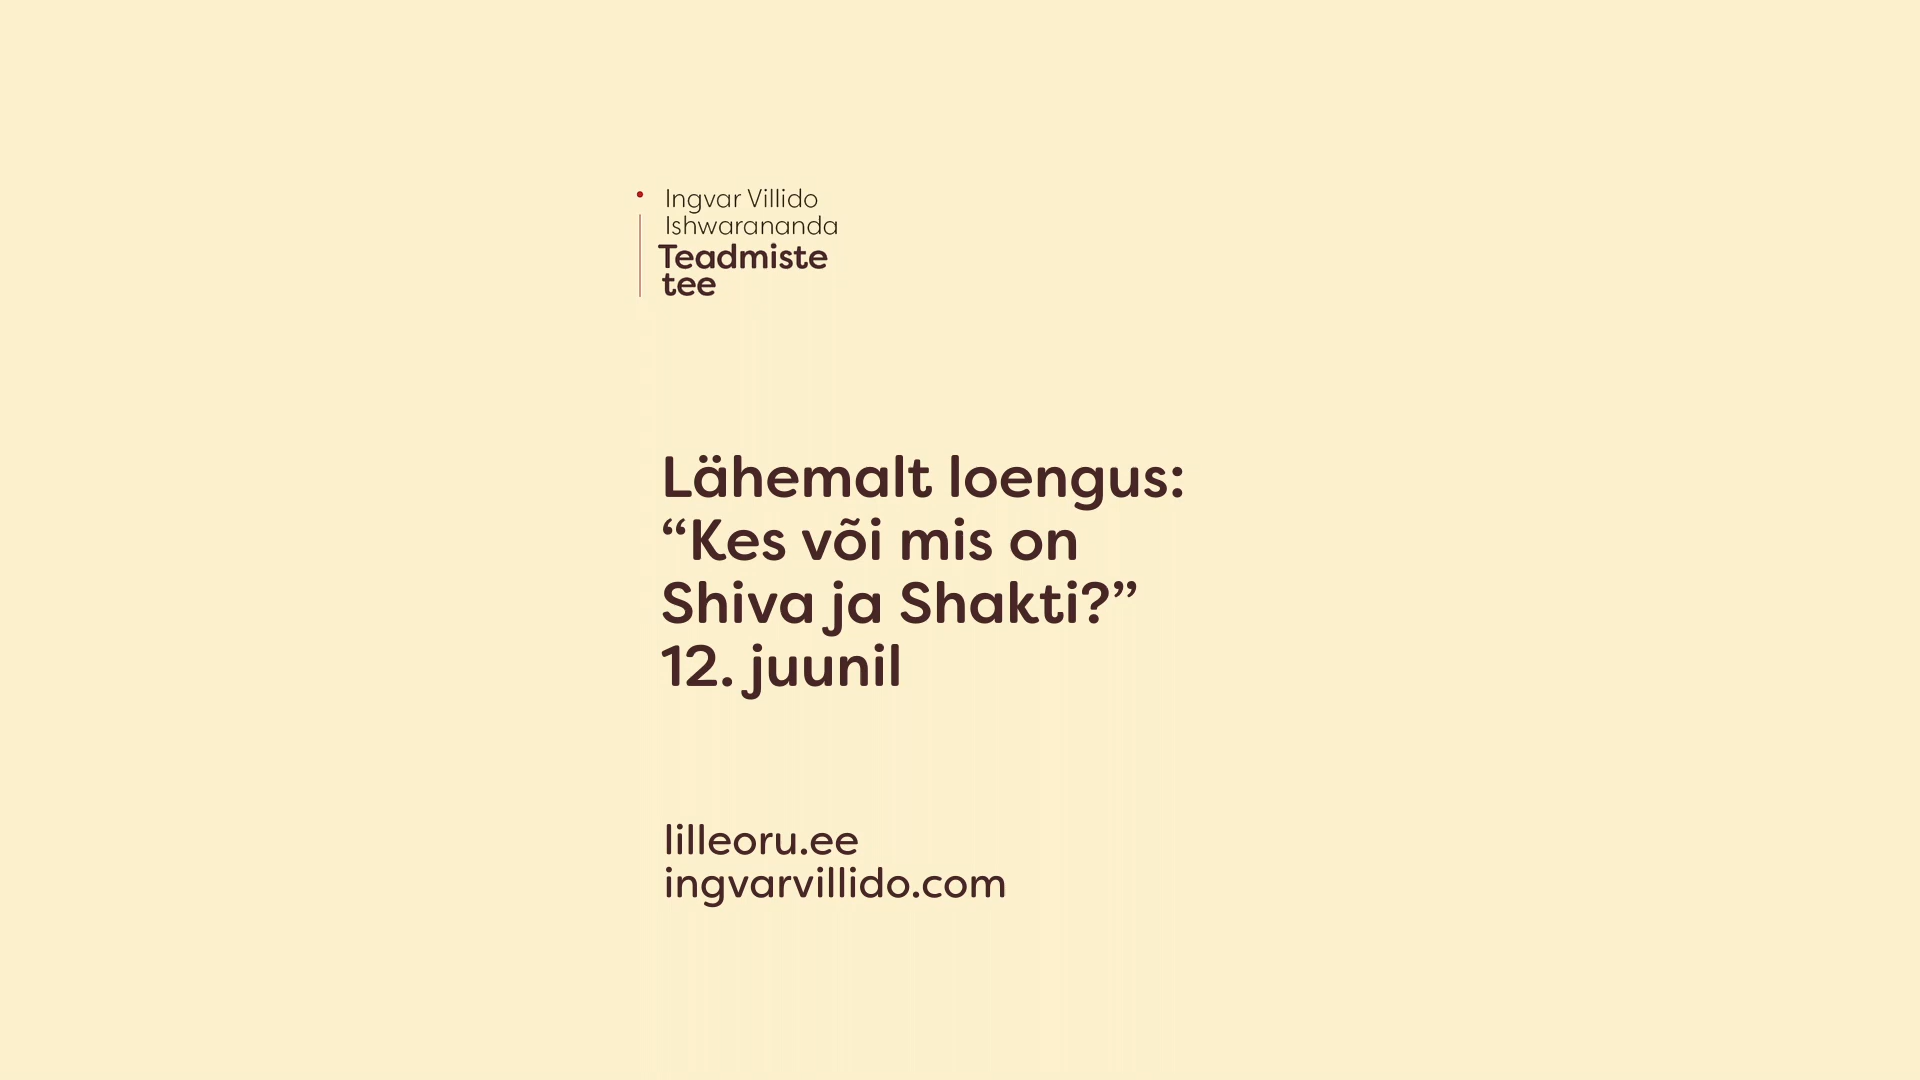 Ingvar Villido
Ishwarananda
Teadmiste
tee
Lähemalt loengus:
“Kes või mis on
Shiva ja Shakti?”
12. juunil
lilleoru.ee
ingvarvillido.com